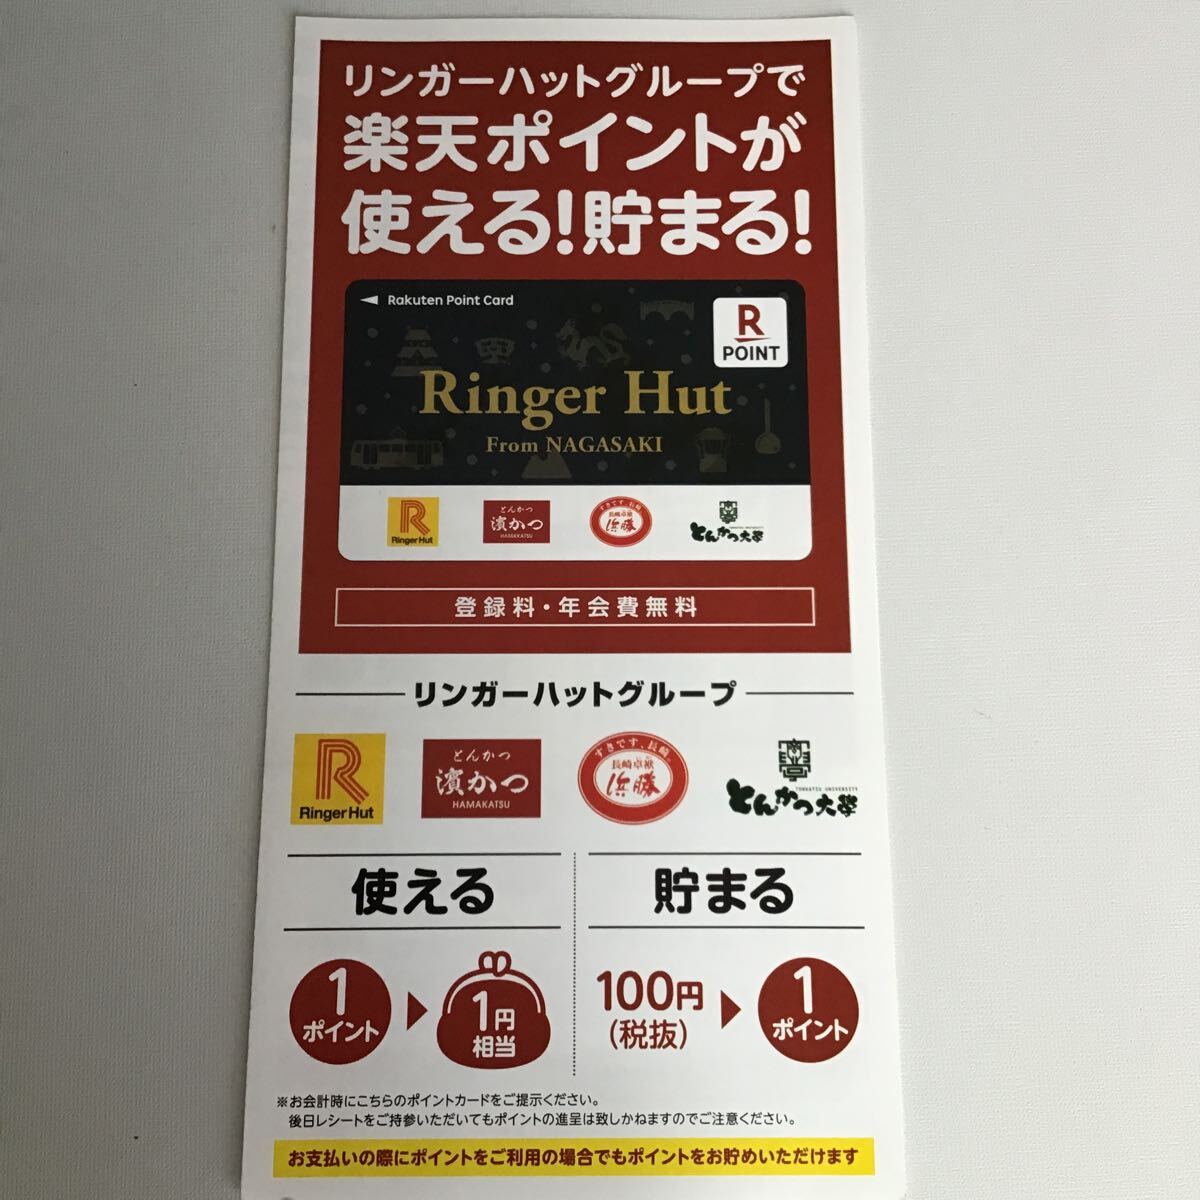 リンガーハットグループで
楽天ポイントが
使える!貯まる!
Rakuten Point Card
R
POINT
Ringer Hut
From NAGASAKI
R
Ringer Hut
とんかつ
濵かつ
HAMAKATSU
すきです、長崎。
長崎卓袱
浜勝
とんかつ大學
登録料・年会費無料
リンガーハットグループ
R
Ringer Hut
とんかつ
濵かつ
HAMAKATSU
すきです、長崎。
長崎卓袱
浜勝
TONKATSU UNIVERSITY
とんかつ大學
使える
貯まる
1
ポイント
1円
相当
100円
(税抜)
1
ポイント
※お会計時にこちらのポイントカードをご提示ください。
後日レシートをご持参いただいてもポイントの進呈は致しかねますのでご注意ください。
お支払いの際にポイントをご利用の場合でもポイントをお貯めいただけます